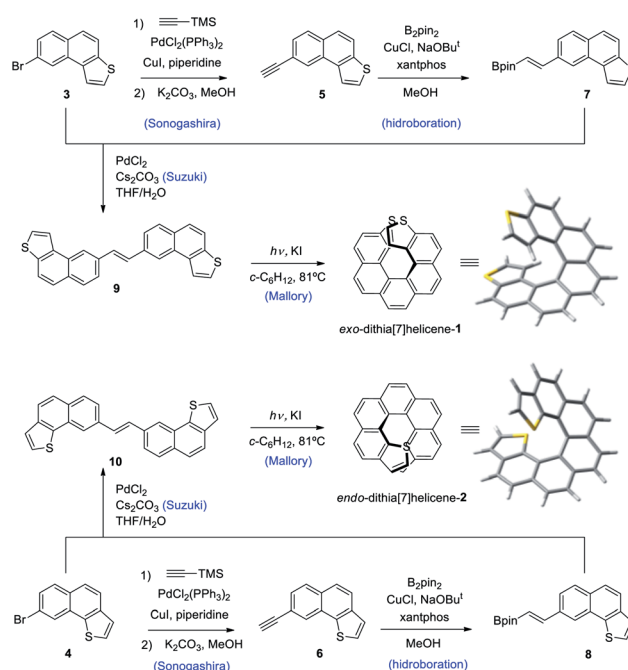 1) TMS
PdCl2(PPh3)2
CuI, piperidine
2) K2CO3, MeOH
(Sonogashira)
B2pin2
CuCl, NaOBu^t
xantphos
MeOH
(hidroboration)
Br
S
3
S
5
BpinS
7
PdCl2
Cs2CO3 (Suzuki)
THF/H2O
S
S
9
hν, KI
c-C6H12, 81ºC
(Mallory)
S S
exo-dithia[7]helicene-1
S
S
10
hν, KI
c-C6H12, 81ºC
(Mallory)
S
endo-dithia[7]helicene-2
PdCl2
Cs2CO3 (Suzuki)
THF/H2O
Br
S
4
1) TMS
PdCl2(PPh3)2
CuI, piperidine
2) K2CO3, MeOH
(Sonogashira)
S
6
B2pin2
CuCl, NaOBu^t
xantphos
MeOH
(hidroboration)
Bpin
S
8